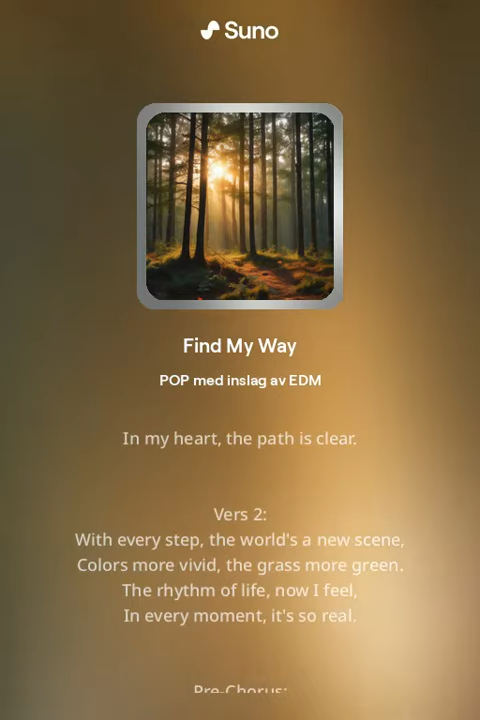 Suno
Find My Way
POP med inslag av EDM
In my heart, the path is clear.
Vers 2:
With every step, the world's a new scene,
Colors more vivid, the grass more green.
The rhythm of life, now I feel,
In every moment, it's so real.
Pre-Chorus: